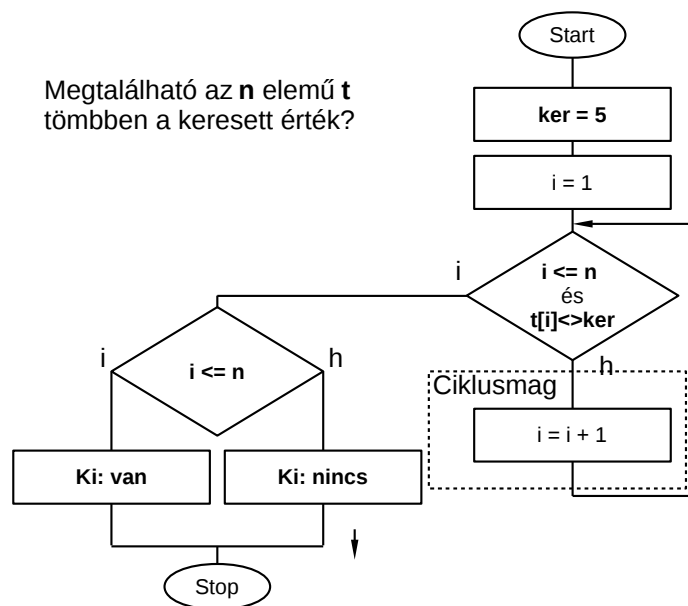 Start
Megtalálható az n elemű t
tömbben a keresett érték?
ker = 5
i = 1
i
i <= n
és
t[i]<>ker
h
i
i <= n
h
Ciklusmag
i = i + 1
Ki: van
Ki: nincs
Stop